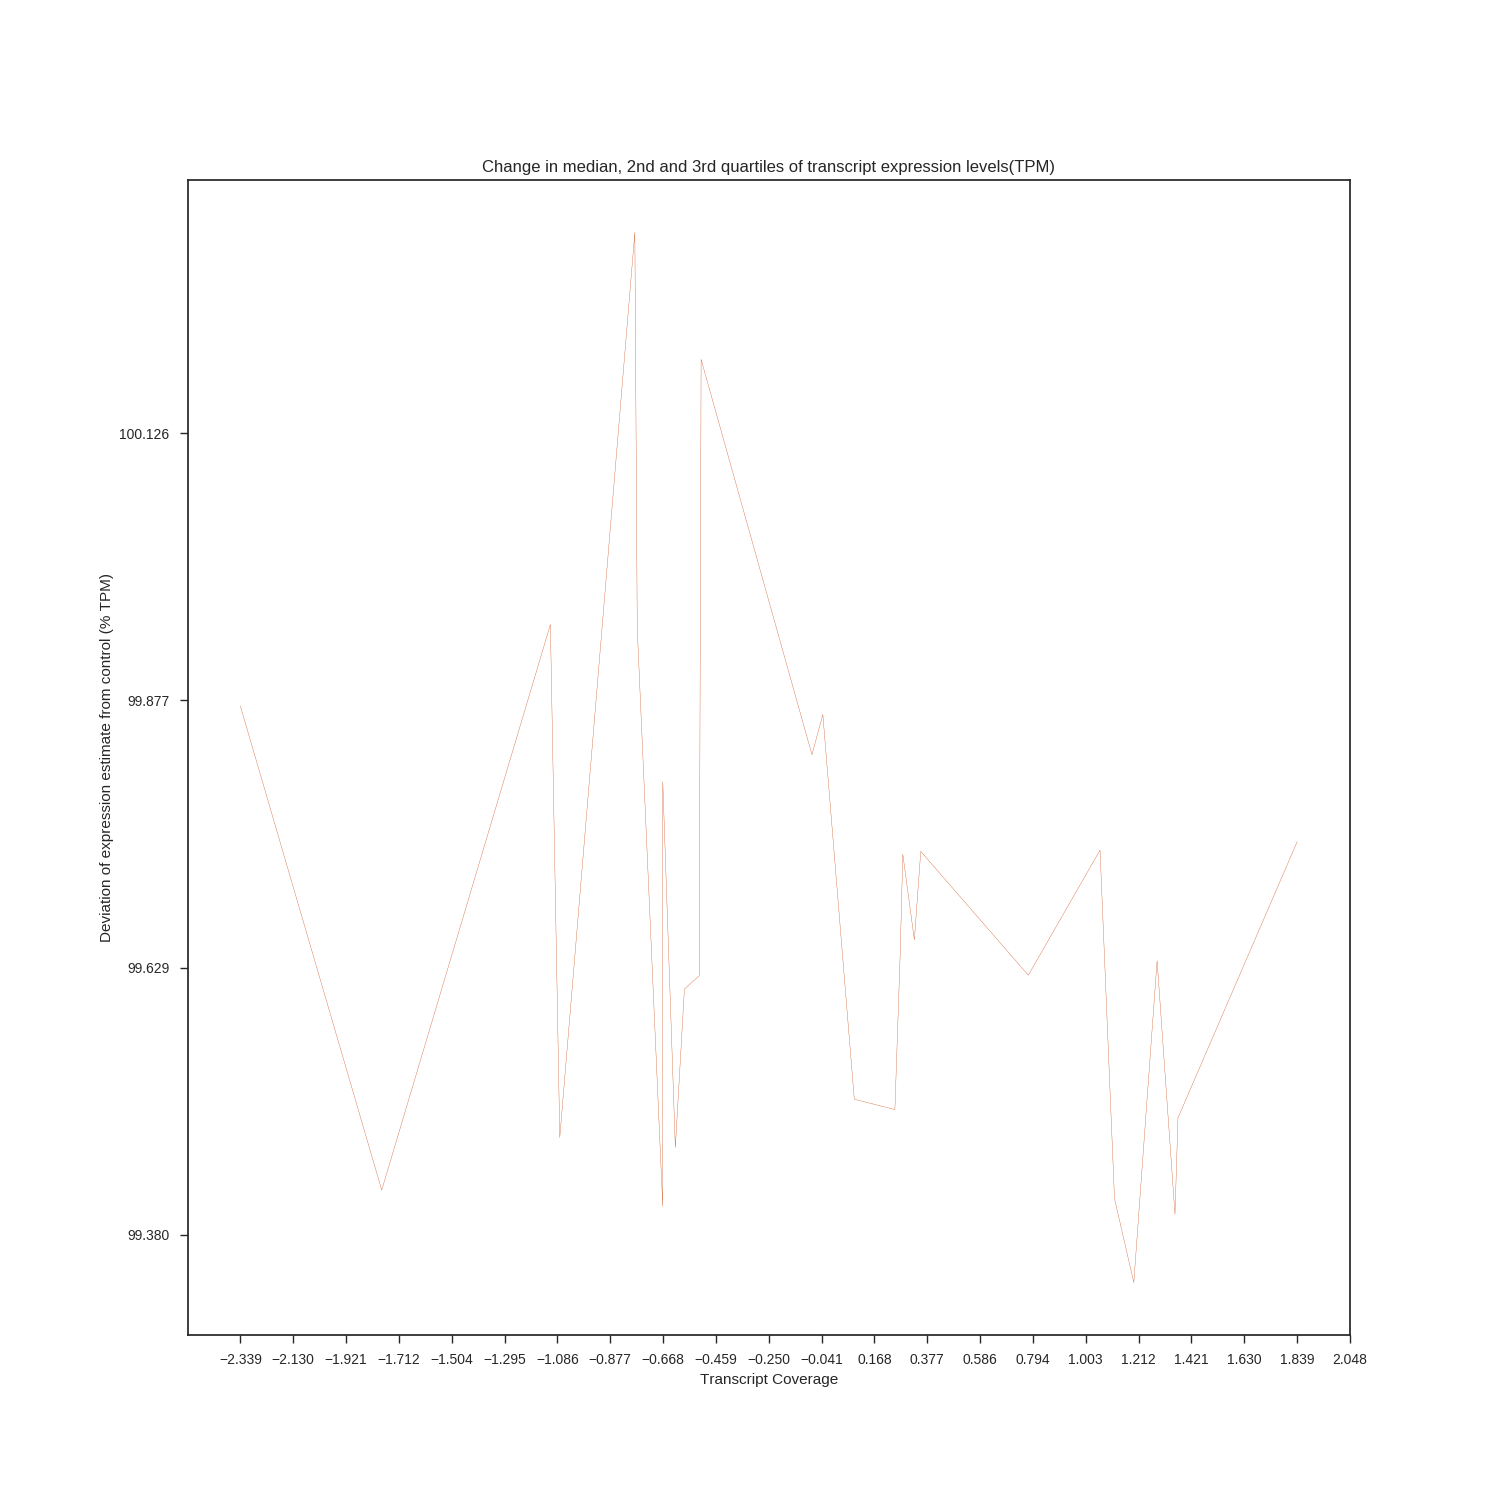 Change in median, 2nd and 3rd quartiles of transcript expression levels(TPM)
Deviation of expression estimate from control (% TPM)
100.126
99.877
99.629
99.380
−2.339 −2.130 −1.921 −1.712 −1.504 −1.295 −1.086 −0.877 −0.668 −0.459 −0.250 −0.041 0.168 0.377 0.586 0.794 1.003 1.212 1.421 1.630 1.839 2.048
Transcript Coverage